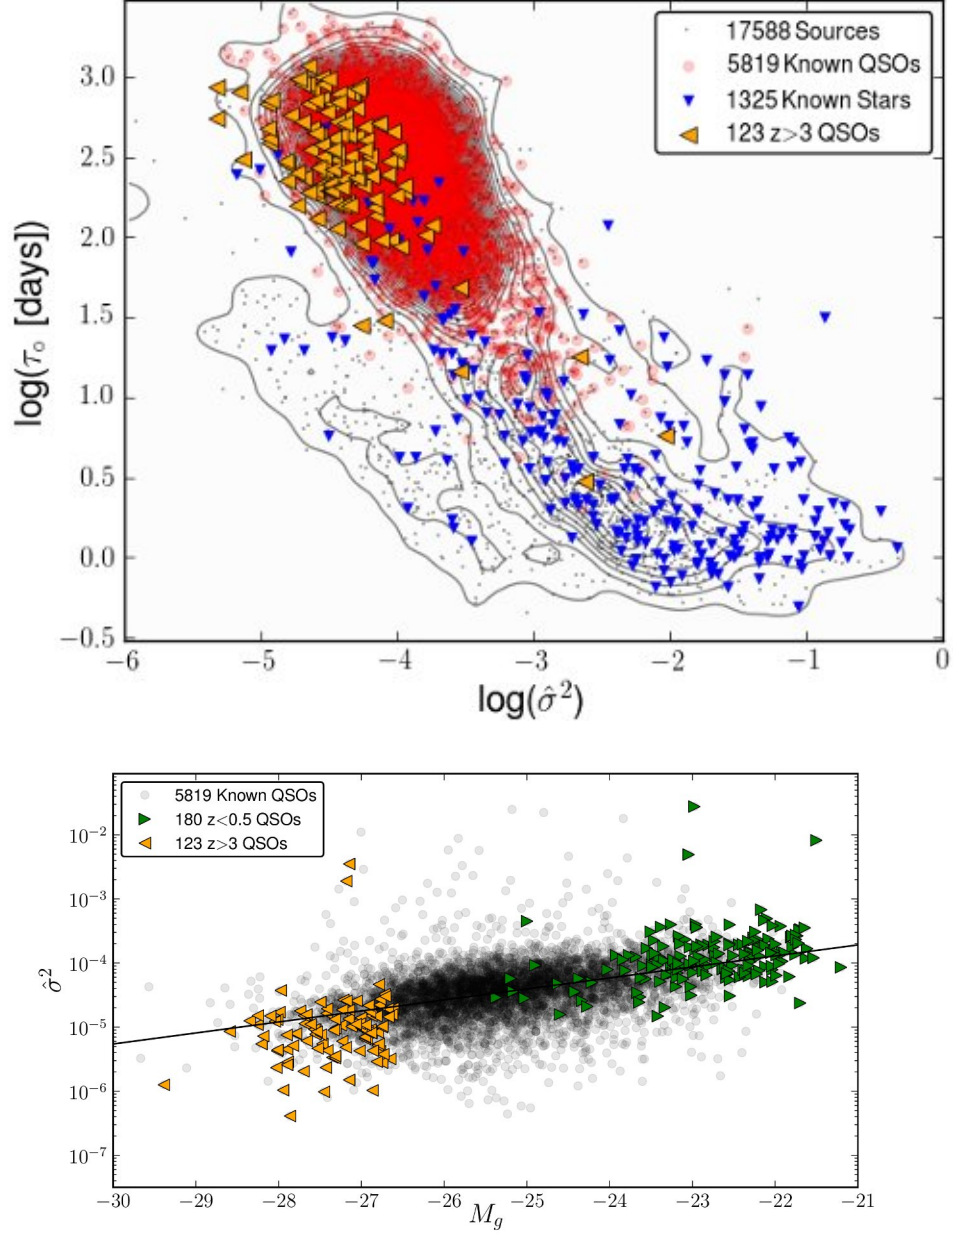 17588 Sources
5819 Known QSOs
1325 Known Stars
123 z>3 QSOs
log(τ₀ [days])
3.0
2.5
2.0
1.5
1.0
0.5
0.0
−0.5
−6 −5 −4 −3 −2 −1 0
log(σ̂²)
5819 Known QSOs
180 z<0.5 QSOs
123 z>3 QSOs
σ̂²
10⁻²
10⁻³
10⁻⁴
10⁻⁵
10⁻⁶
10⁻⁷
−30 −29 −28 −27 −26 −25 −24 −23 −22 −21
M_g